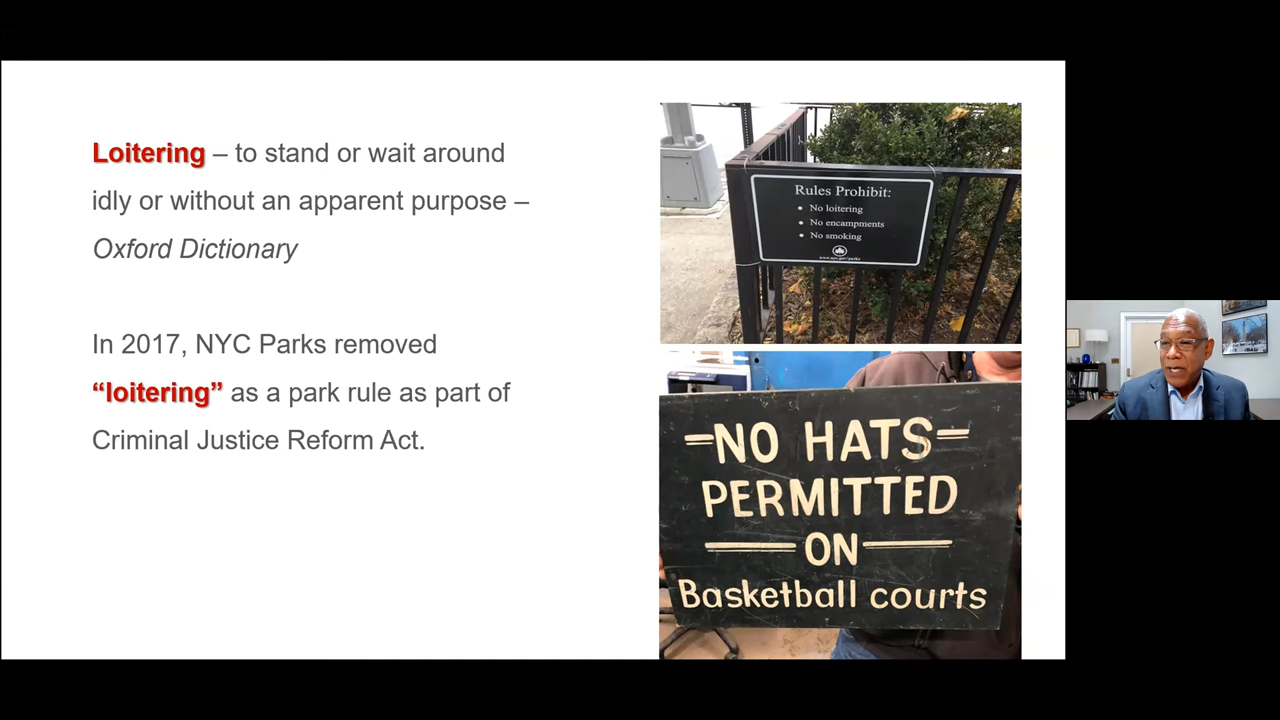 Loitering – to stand or wait around
idly or without an apparent purpose –
Oxford Dictionary
In 2017, NYC Parks removed
“loitering” as a park rule as part of
Criminal Justice Reform Act.
Rules Prohibit:
• No loitering
• No encampments
• No smoking
www.nyc.gov/parks
NO HATS
PERMITTED
ON
Basketball courts